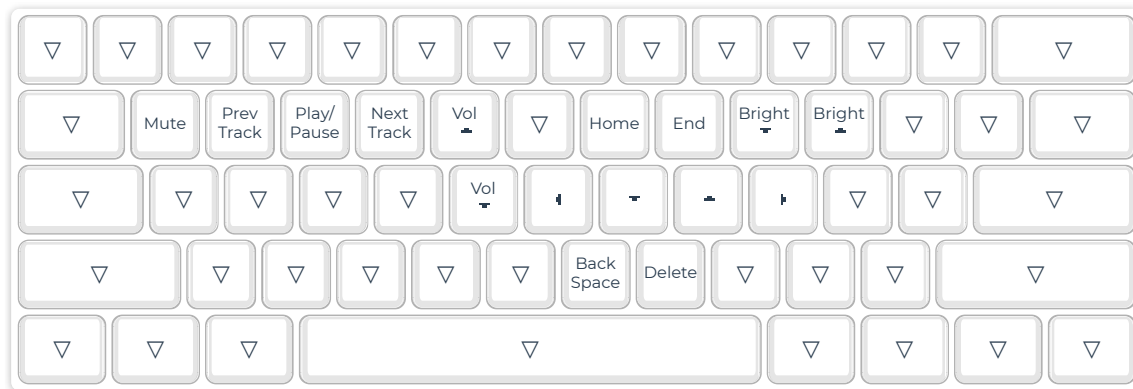 ▽ ▽ ▽ ▽ ▽ ▽ ▽ ▽ ▽ ▽ ▽ ▽ ▽ ▽
▽ Mute Prev Track Play/ Pause Next Track Vol ▽ Home End Bright Bright ▽ ▽ ▽
▽ ▽ ▽ ▽ ▽ Vol ▽ ▽ ▽
▽ ▽ ▽ ▽ ▽ ▽ Back Space Delete ▽ ▽ ▽ ▽
▽ ▽ ▽ ▽ ▽ ▽ ▽ ▽